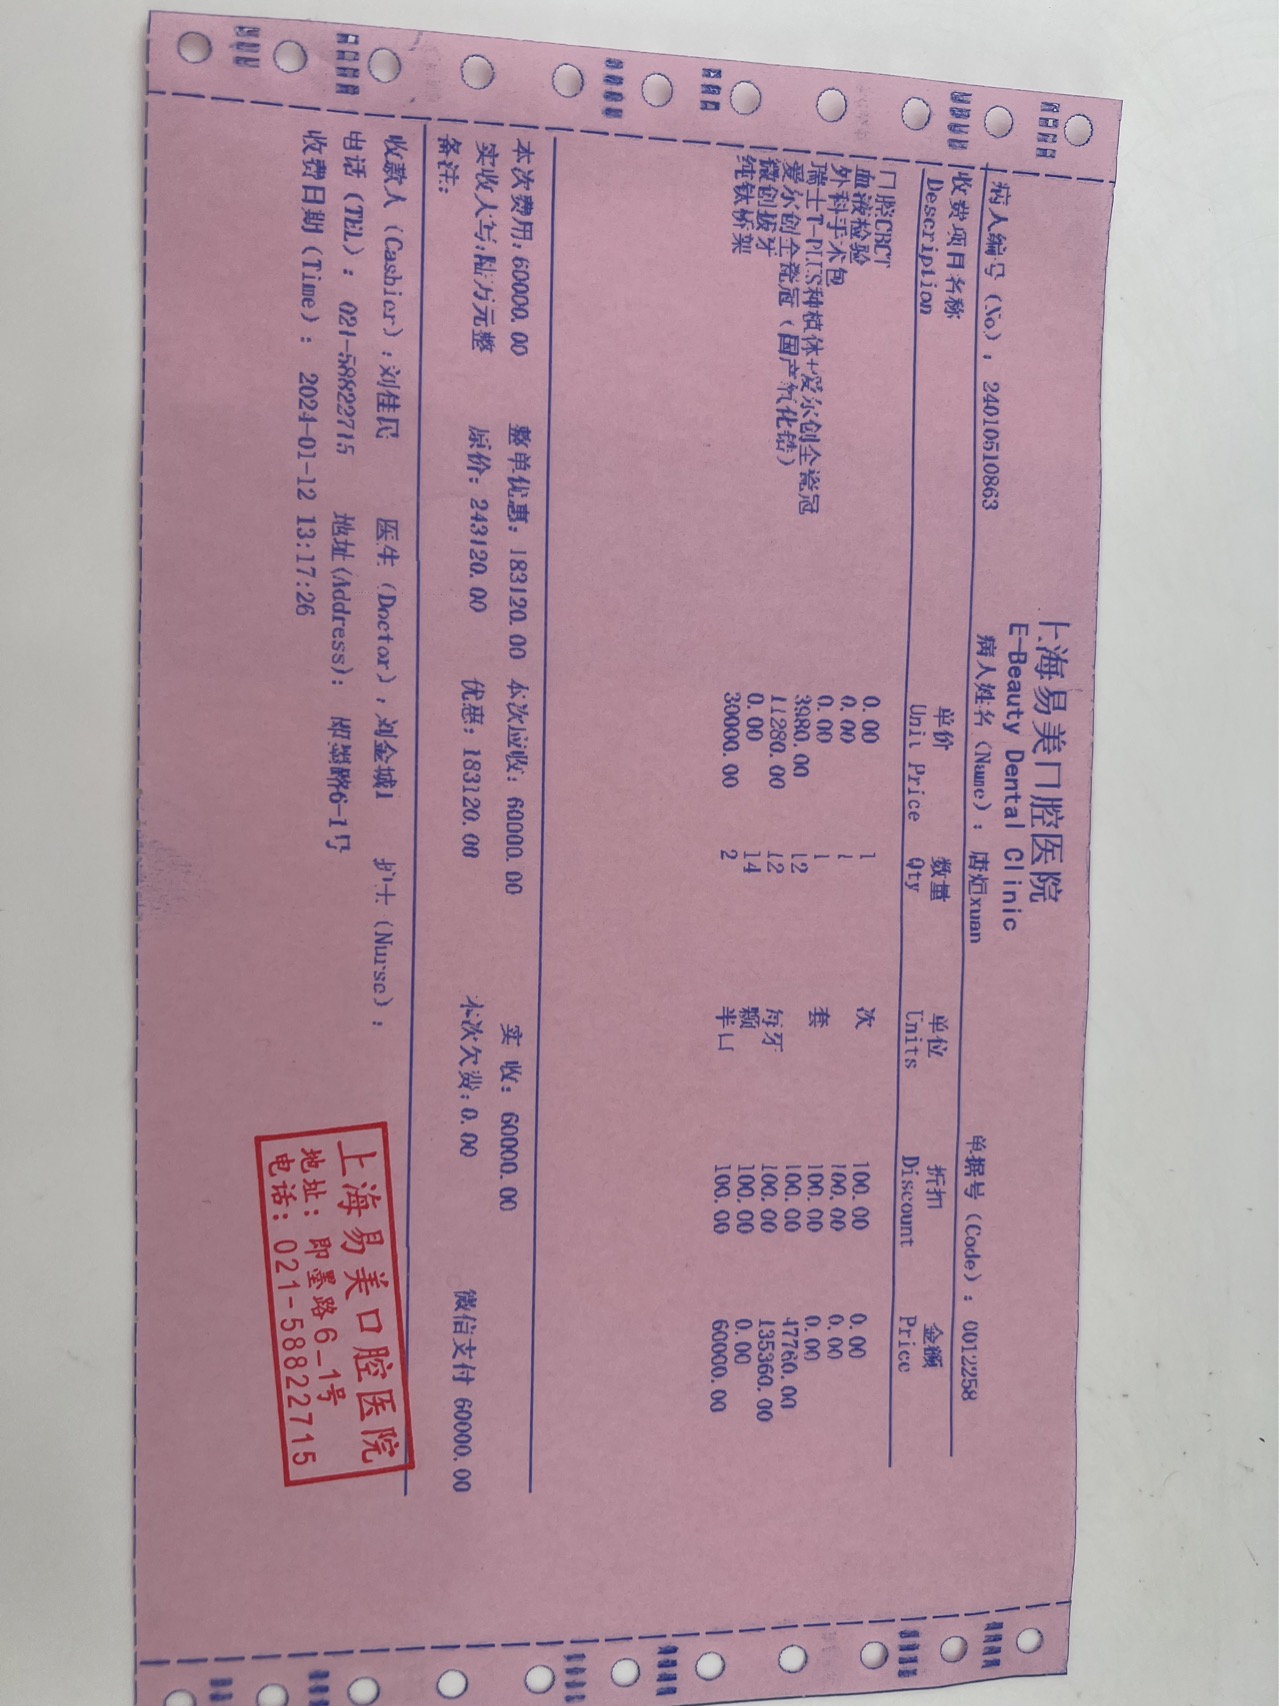 上海易美口腔医院
E-Beauty Dental Clinic
病人编号 (No.): 24010510863 病人姓名 (Name): 唐烜xuan 单据号 (Code): 0012258
收费项目名称 单价 数量 单位 折扣 金额
Description Unit Price Qty Units Discount Price
口腔CBCT 0.00 1 次 100.00 0.00
血液检验 0.00 1 100.00 0.00
外科手术包 0.00 1 套 100.00 0.00
瑞士T-PLUS种植体+爱尔创全瓷冠 3980.00 12 100.00 47760.00
爱尔创全瓷冠 (国产氧化锆) 11280.00 12 每牙 100.00 135360.00
微创拔牙 0.00 14 颗 100.00 0.00
纯钛桥架 30000.00 2 半口 100.00 60000.00
本次费用: 60000.00 整单优惠: 183120.00 本次应收: 60000.00 实 收: 60000.00
实收大写: 陆万元整 原价: 243120.00 优惠: 183120.00 本次欠费: 0.00 微信支付 60000.00
备注:
收款人 (Cashier): 刘佳民 医生 (Doctor): 刘金城1 护士 (Nurse):
电话 (TEL): 021-58822715 地址(Address): 即墨路6-1号
收费日期 (Time): 2024-01-12 13:17:26
上海易美口腔医院
地址: 即墨路6-1号
电话: 021-58822715